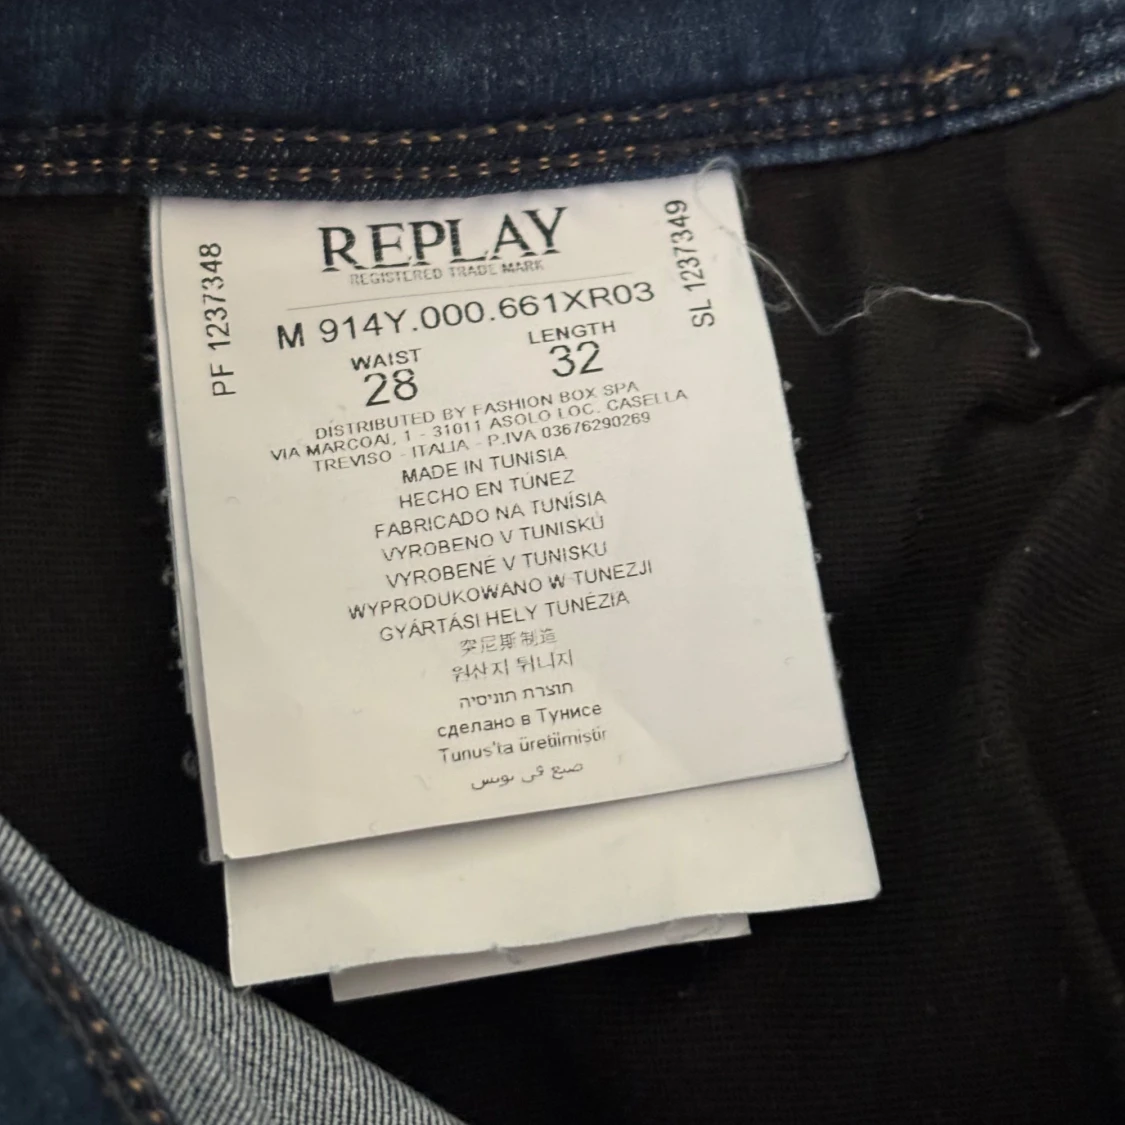 REPLAY
REGISTERED TRADE MARK
PF 1237348
SL 1237349
M 914Y.000.661XR03
WAIST LENGTH
28 32
DISTRIBUTED BY FASHION BOX SPA
VIA MARCOAI, 1 - 31011 ASOLO LOC. CASELLA
TREVISO - ITALIA - P.IVA 03676290269
MADE IN TUNISIA
HECHO EN TÚNEZ
FABRICADO NA TUNÍSIA
VYROBENO V TUNISKU
VYROBENÉ V TUNISKU
WYPRODUKOWANO W TUNEZJI
GYÁRTÁSI HELY TUNÉZIA
突尼斯制造
원산지 튀니지
תוצרת תוניסיה
сделано в Тунисе
Tunus'ta üretilmiştir
صنع في تونس